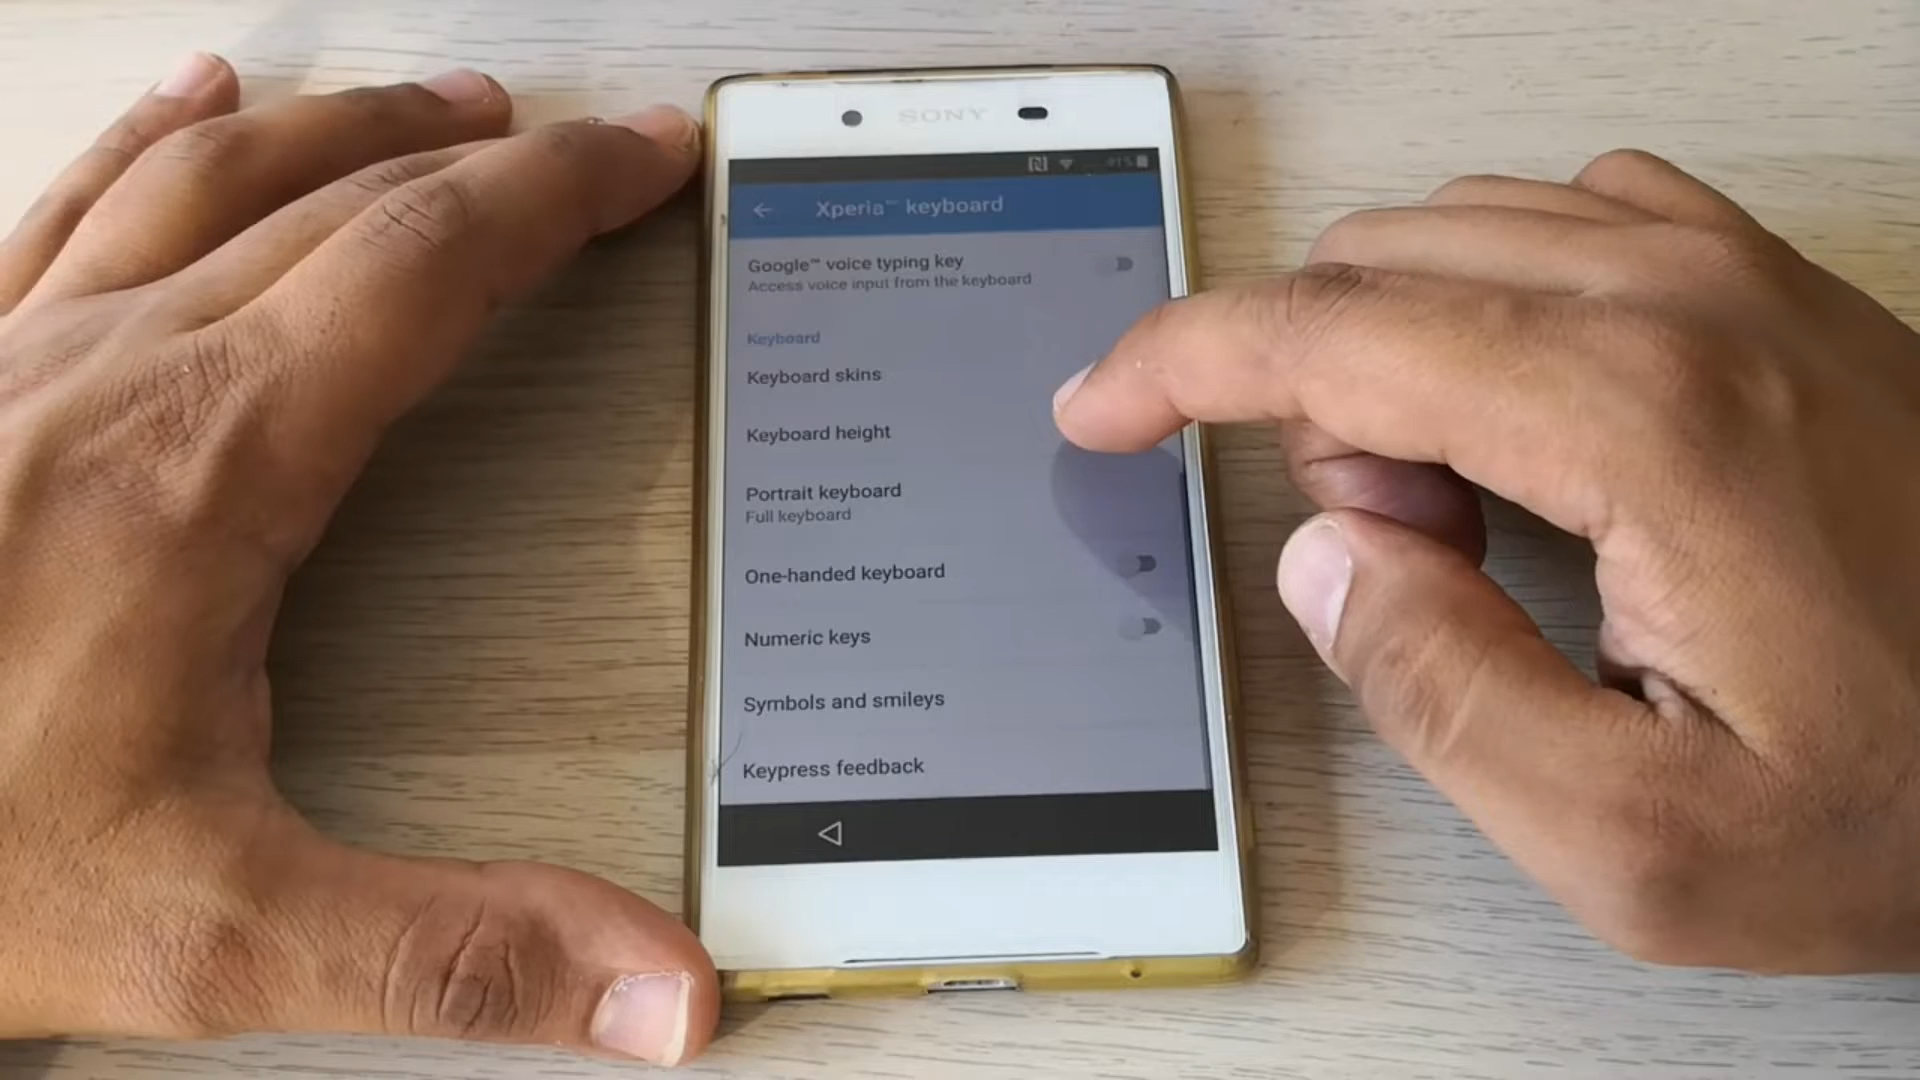 SONY
Xperia™ keyboard
Google™ voice typing key
Access voice input from the keyboard
Keyboard
Keyboard skins
Keyboard height
Portrait keyboard
Full keyboard
One-handed keyboard
Numeric keys
Symbols and smileys
Keypress feedback